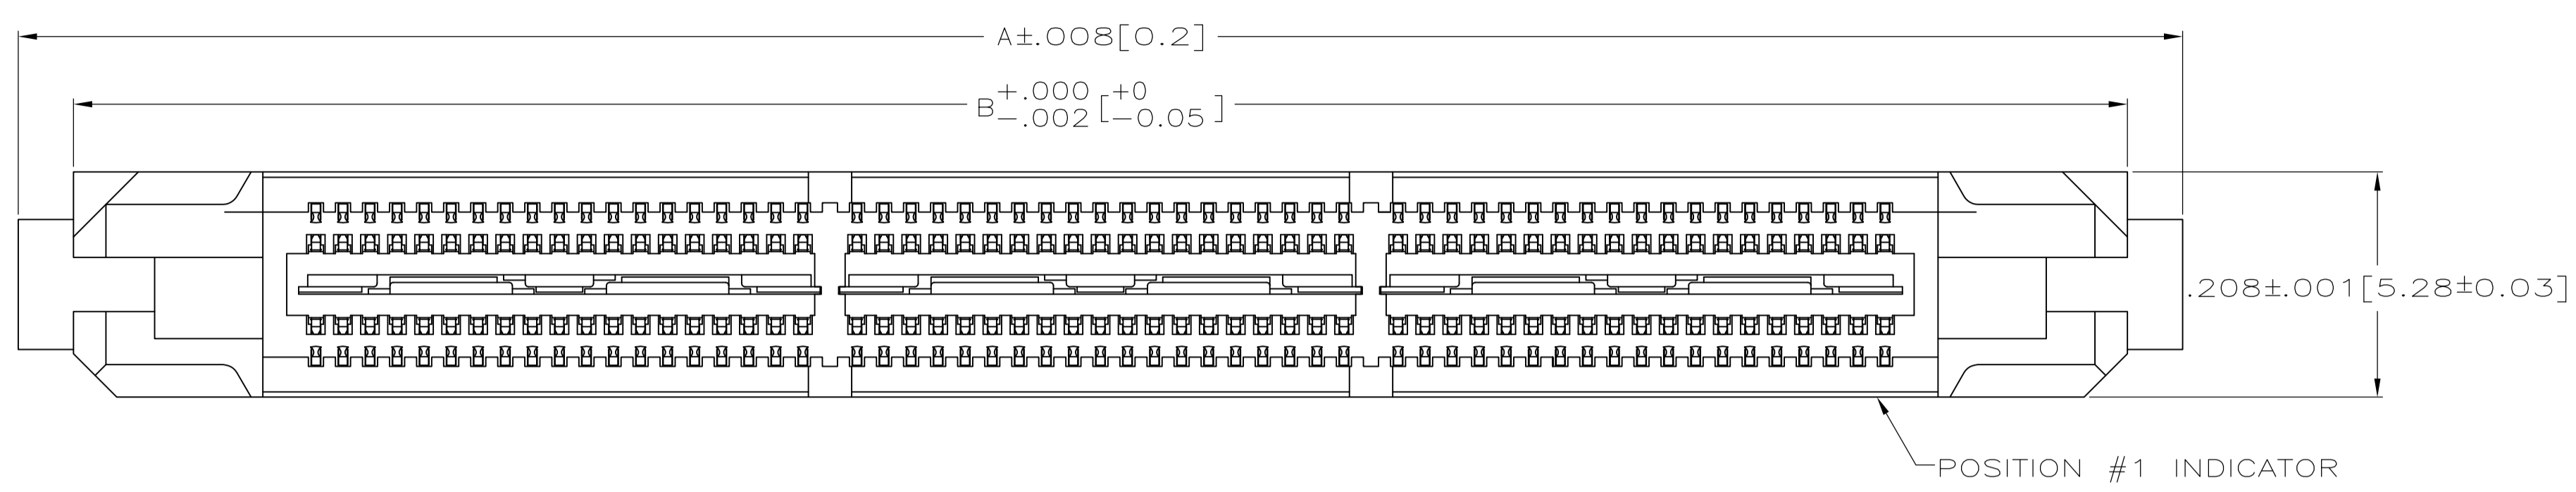 A±.008[0.2]
B+.000 -.002[+0 -0.05]
.208±.001[5.28±0.03]
POSITION #1 INDICATOR